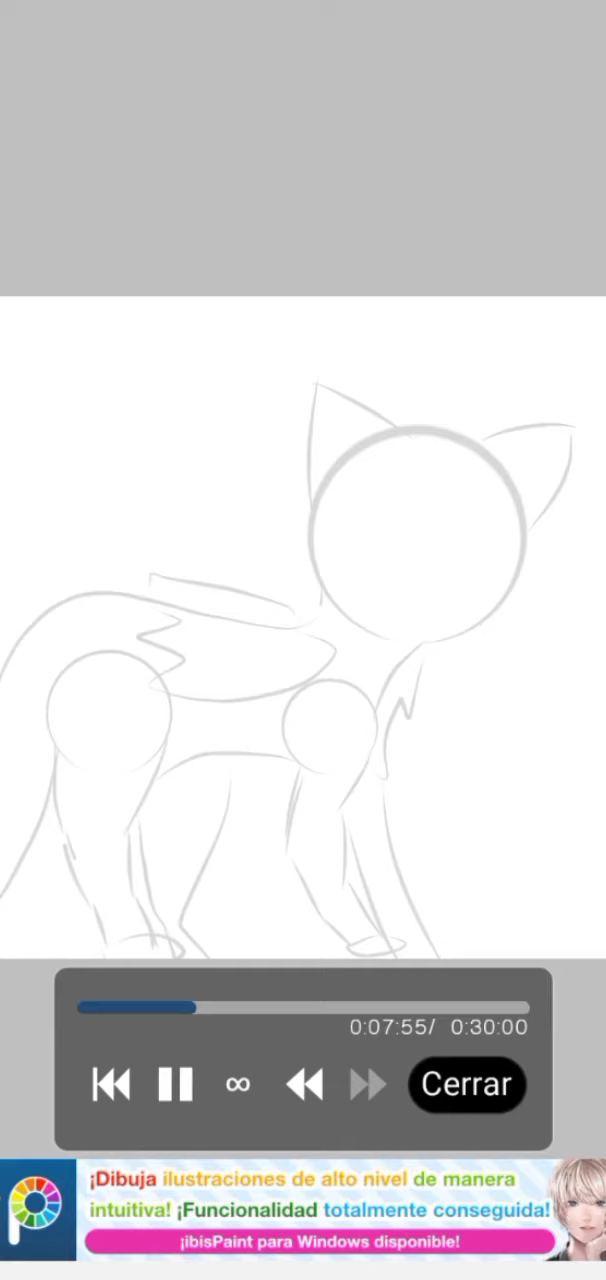 0:07:55/ 0:30:00
∞
Cerrar
¡Dibuja ilustraciones de alto nivel de manera
intuitiva! ¡Funcionalidad totalmente conseguida!
¡ibisPaint para Windows disponible!